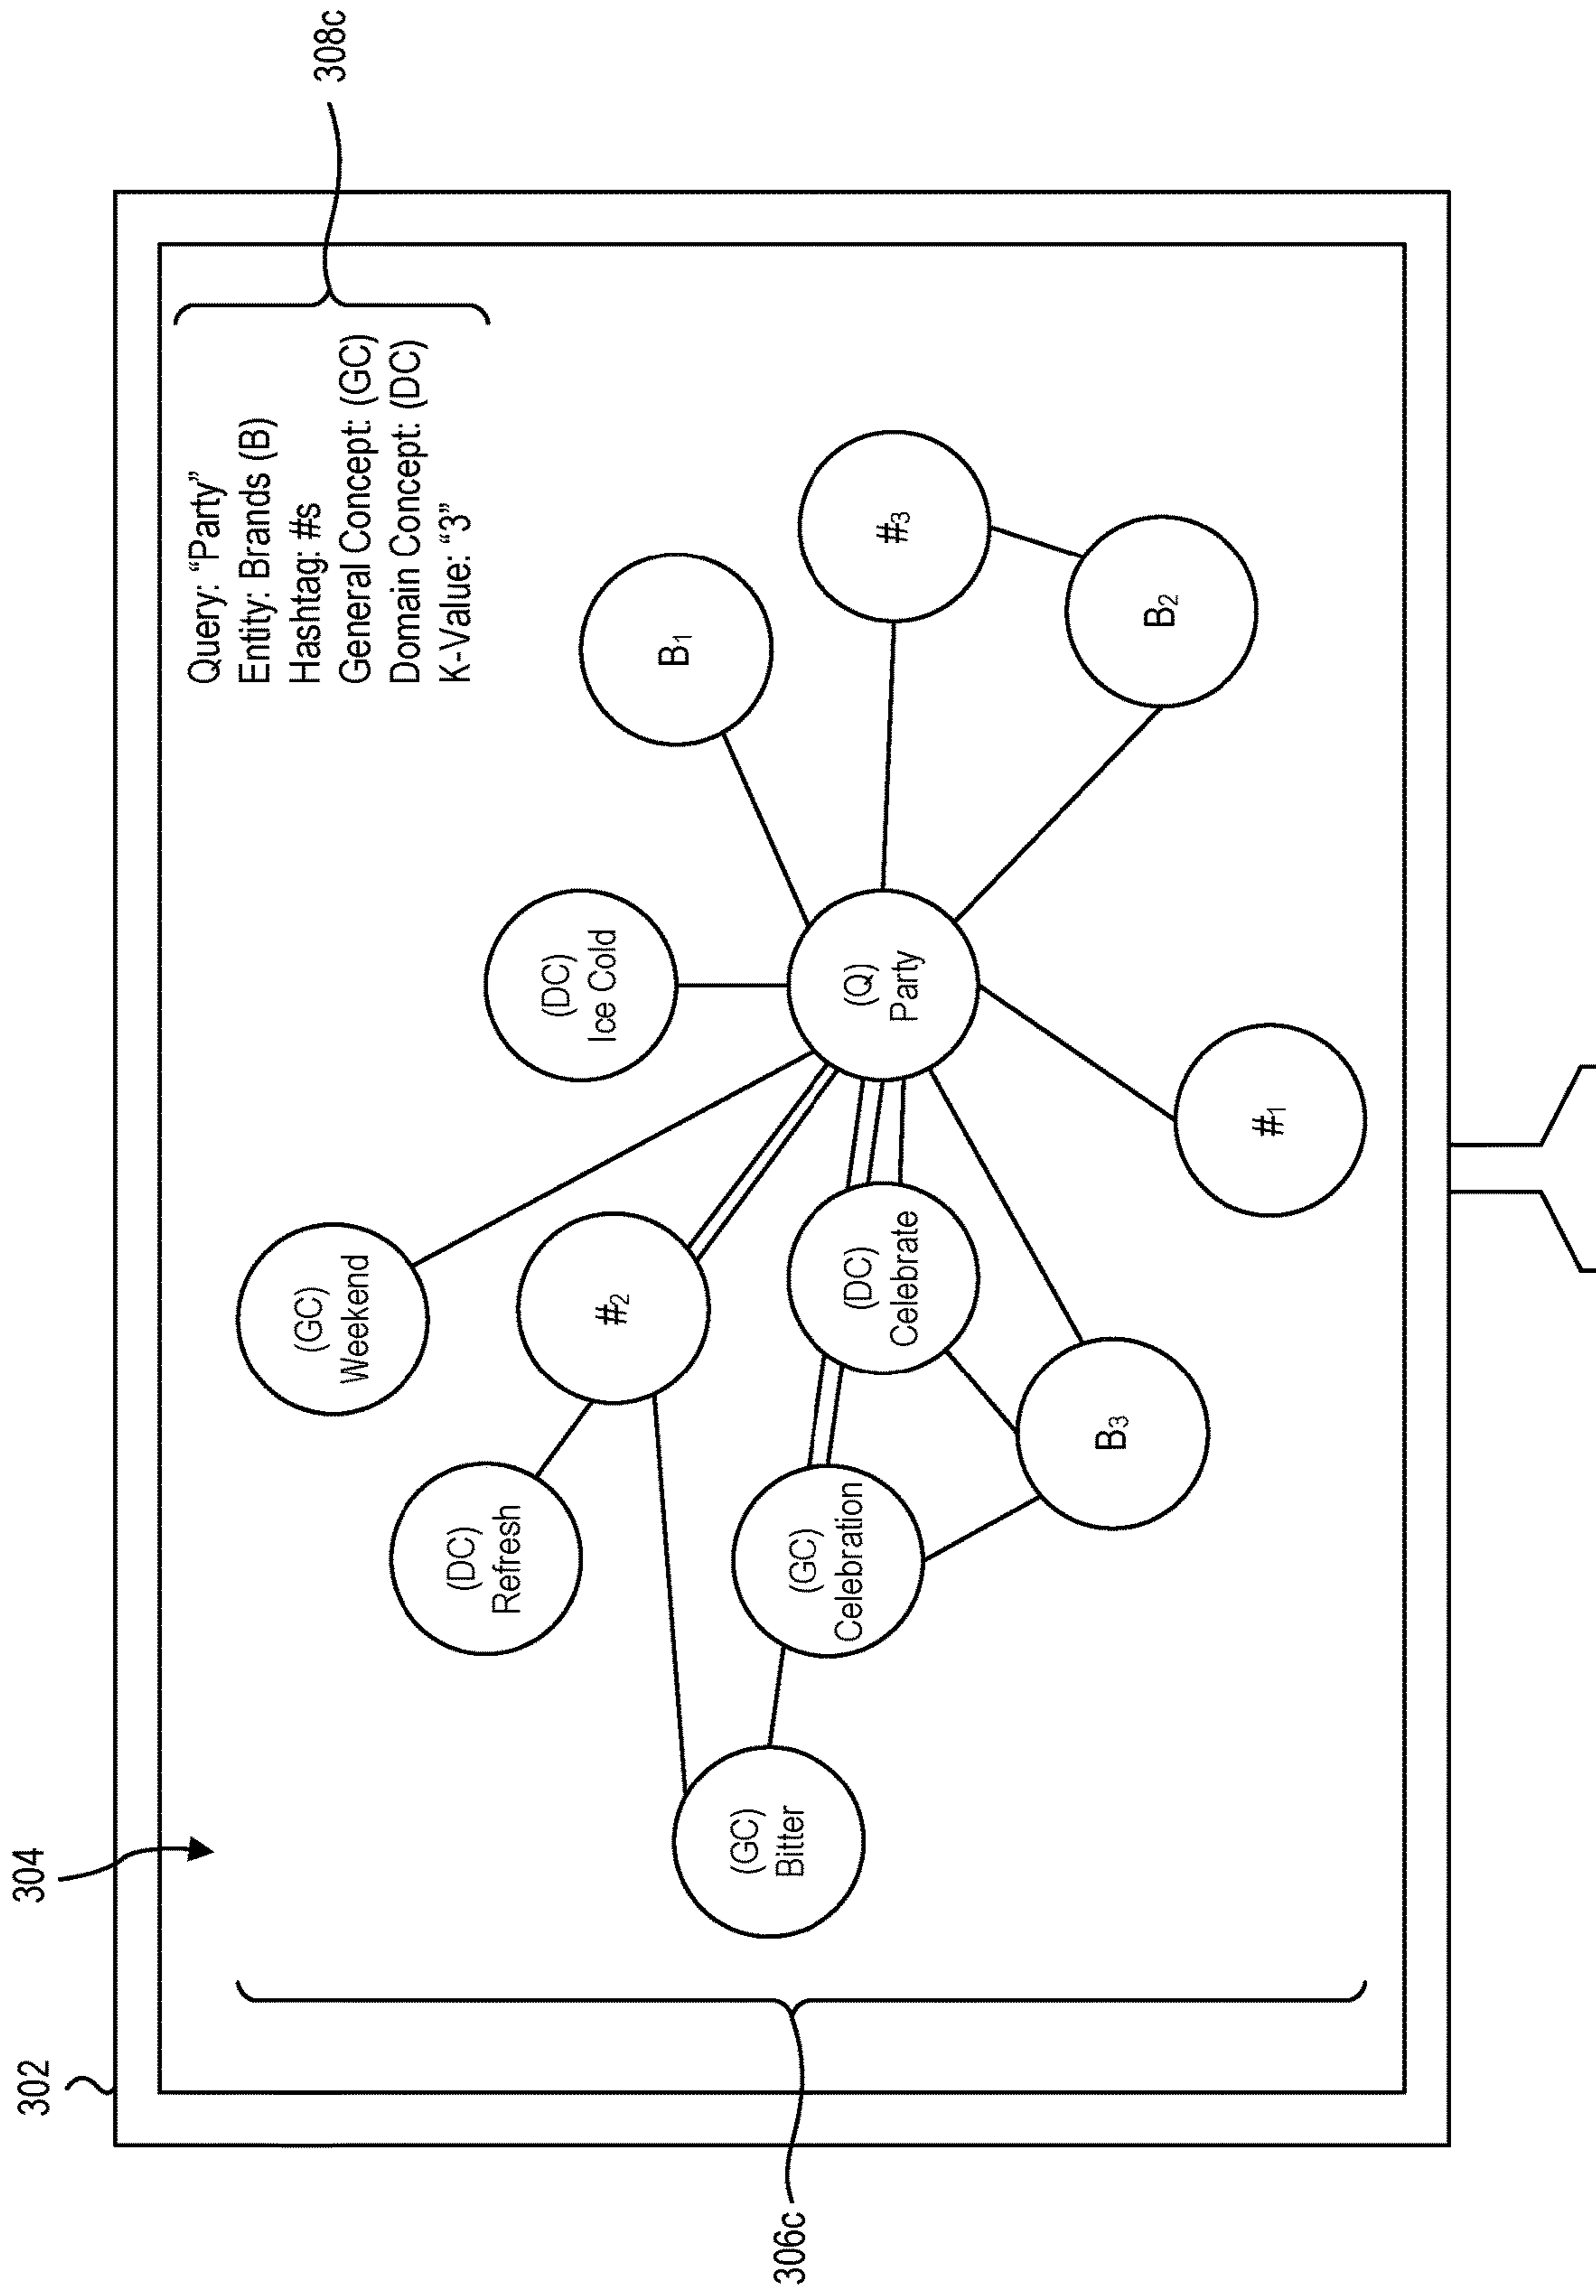 302
304
308c
Query: “Party”
Entity: Brands (B)
Hashtag: #s
General Concept: (GC)
Domain Concept: (DC)
K-Value: “3”
(GC)
Weekend
(DC)
Refresh
#2
(DC)
Ice Cold
B1
(GC)
Bitter
(GC)
Celebration
(DC)
Celebrate
(Q)
Party
#3
B3
#1
B2
306c